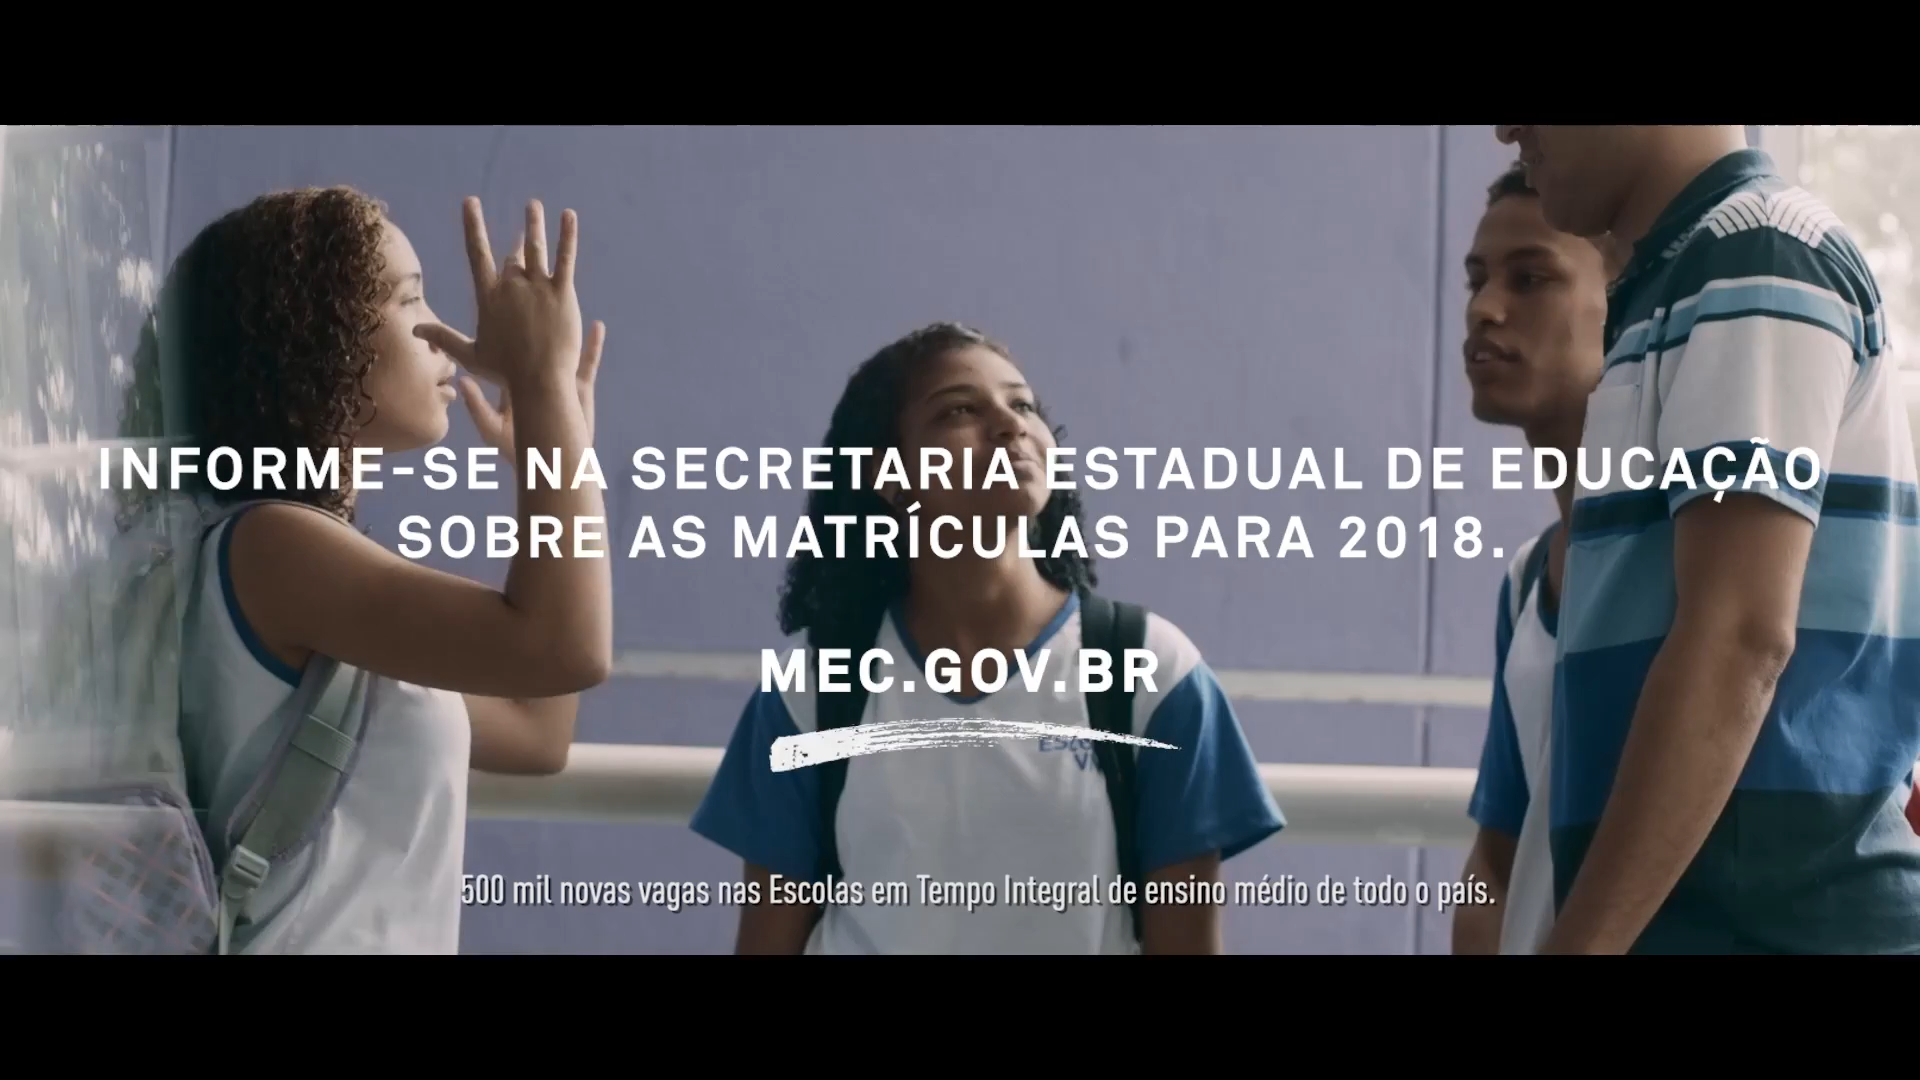 INFORME-SE NA SECRETARIA ESTADUAL DE EDUCAÇÃO
SOBRE AS MATRÍCULAS PARA 2018.
MEC.GOV.BR
500 mil novas vagas nas Escolas em Tempo Integral de ensino médio de todo o país.